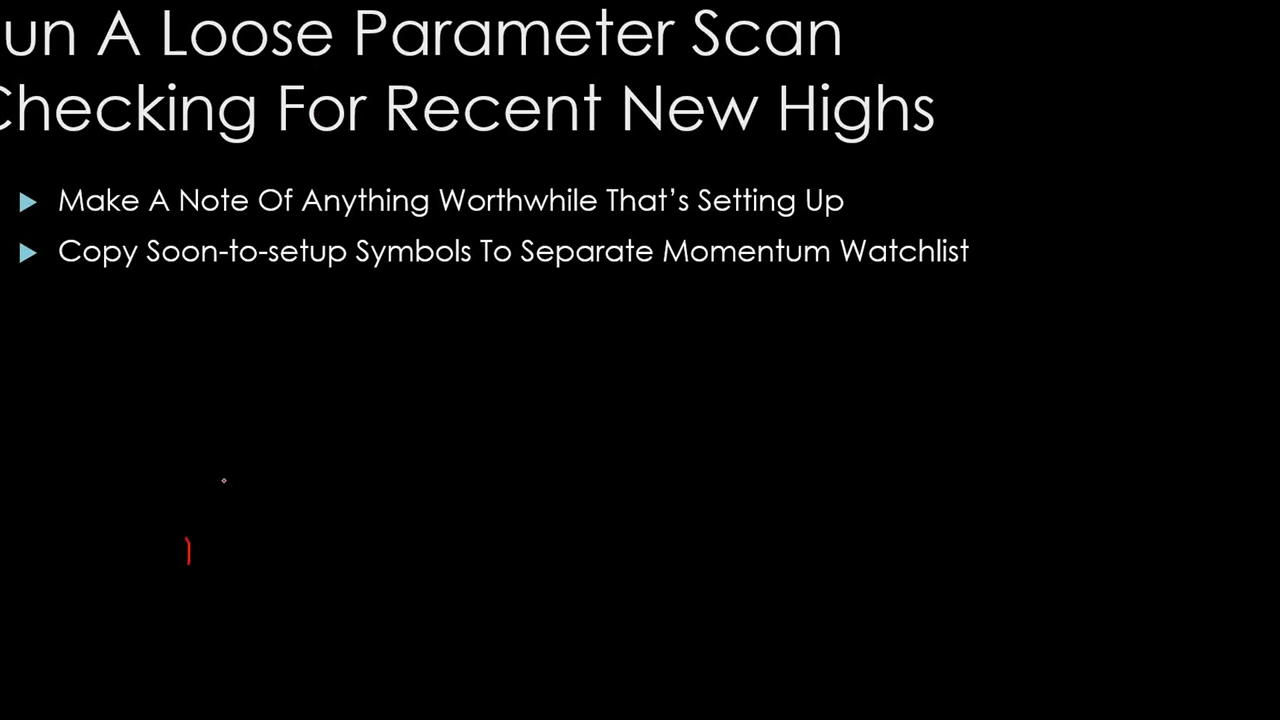 un A Loose Parameter Scan
Checking For Recent New Highs
Make A Note Of Anything Worthwhile That's Setting Up
Copy Soon-to-setup Symbols To Separate Momentum Watchlist